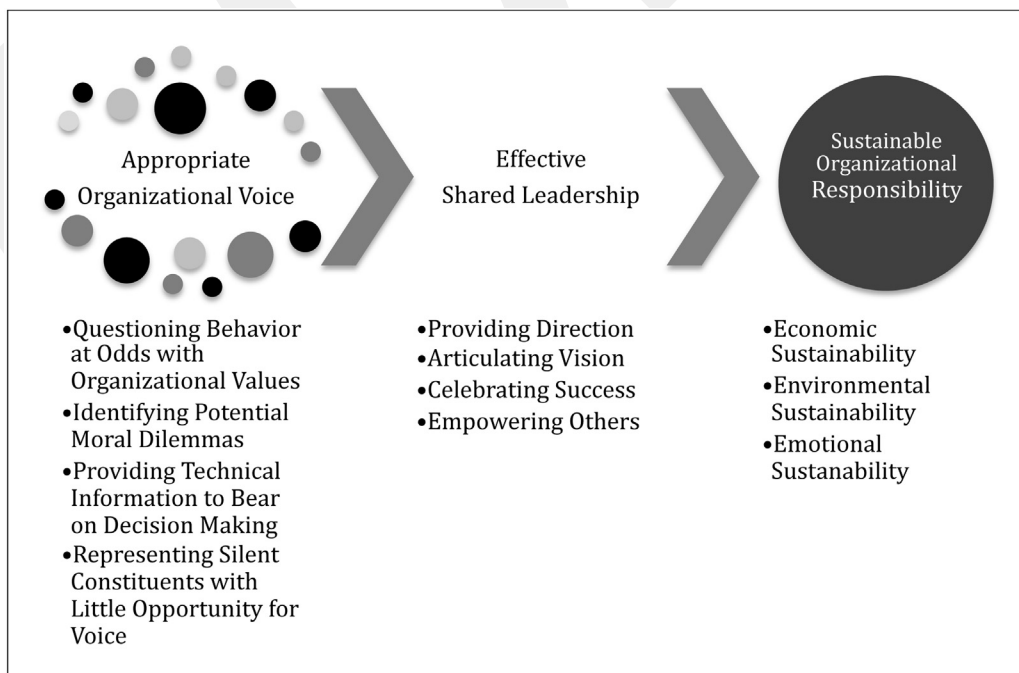 Appropriate
Organizational Voice
•Questioning Behavior
at Odds with
Organizational Values
•Identifying Potential
Moral Dilemmas
•Providing Technical
Information to Bear
on Decision Making
•Representing Silent
Constituents with
Little Opportunity for
Voice
Effective
Shared Leadership
•Providing Direction
•Articulating Vision
•Celebrating Success
•Empowering Others
Sustainable
Organizational
Responsibility
•Economic
Sustainability
•Environmental
Sustainability
•Emotional
Sustanability